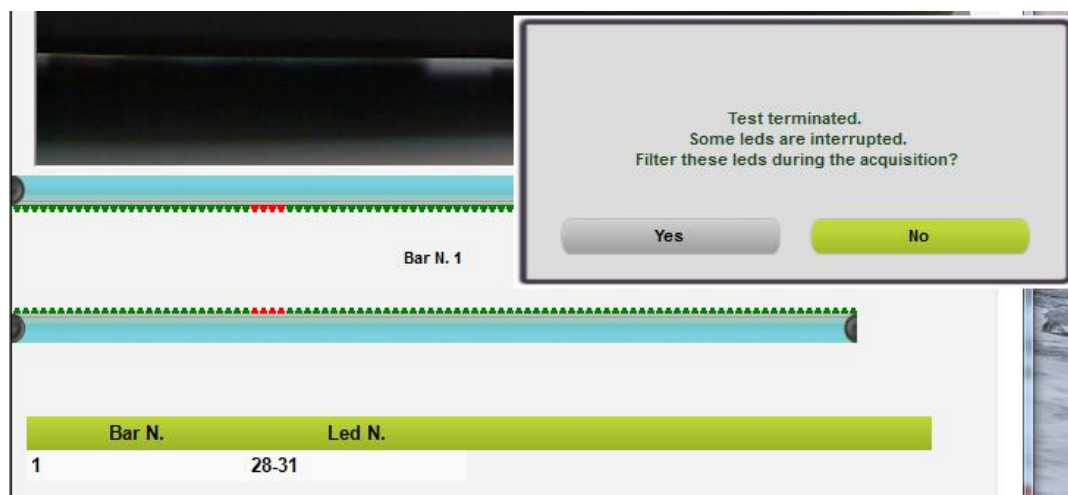 Test terminated.
Some leds are interrupted.
Filter these leds during the acquisition?
Yes No
Bar N. 1
Bar N. Led N.
1 28-31